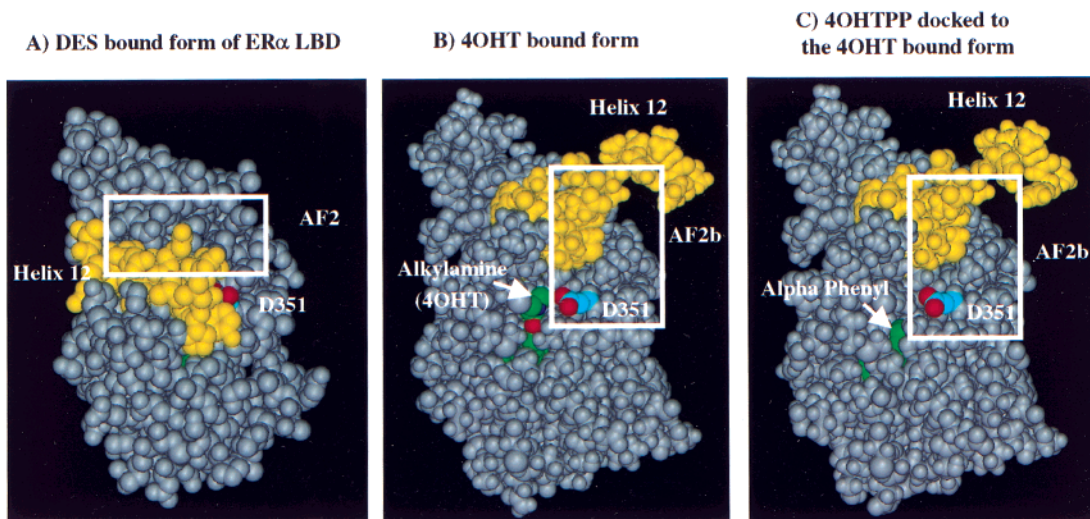 A) DES bound form of ERα LBD
AF2
Helix 12
D351
B) 4OHT bound form
Helix 12
AF2b
Alkylamine
(4OHT)
D351
C) 4OHTPP docked to
the 4OHT bound form
Helix 12
AF2b
Alpha Phenyl
D351